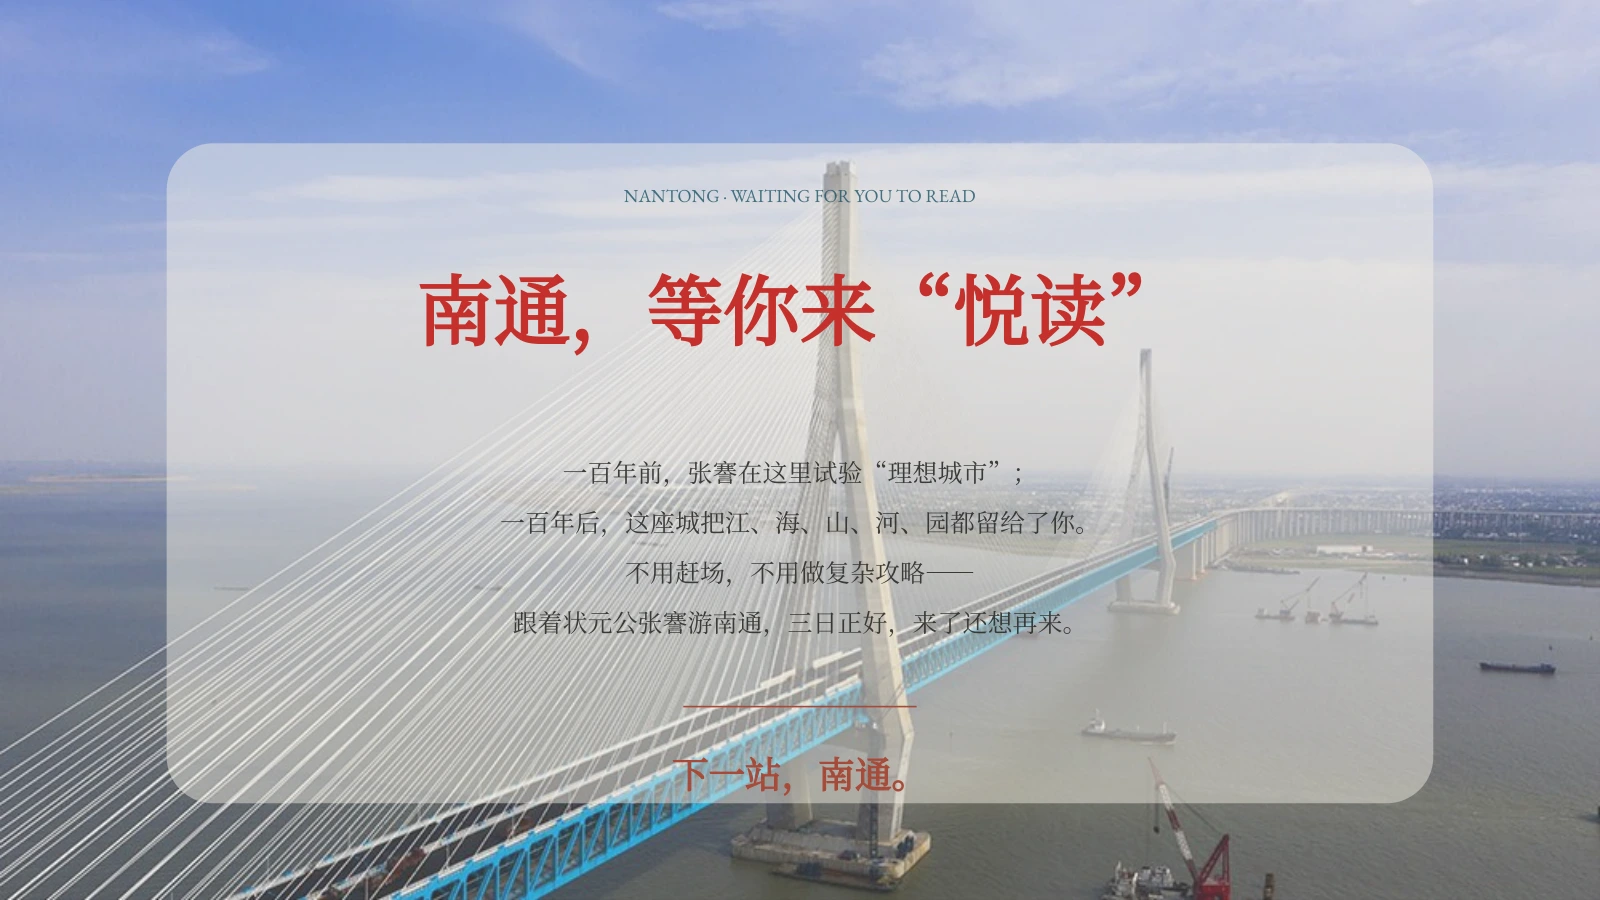 NANTONG · WAITING FOR YOU TO READ
南通，等你来“悦读”
一百年前，张謇在这里试验“理想城市”；
一百年后，这座城把江、海、山、河、园都留给了你。
不用赶场，不用做复杂攻略——
跟着状元公张謇游南通，三日正好，来了还想再来。
下一站，南通。